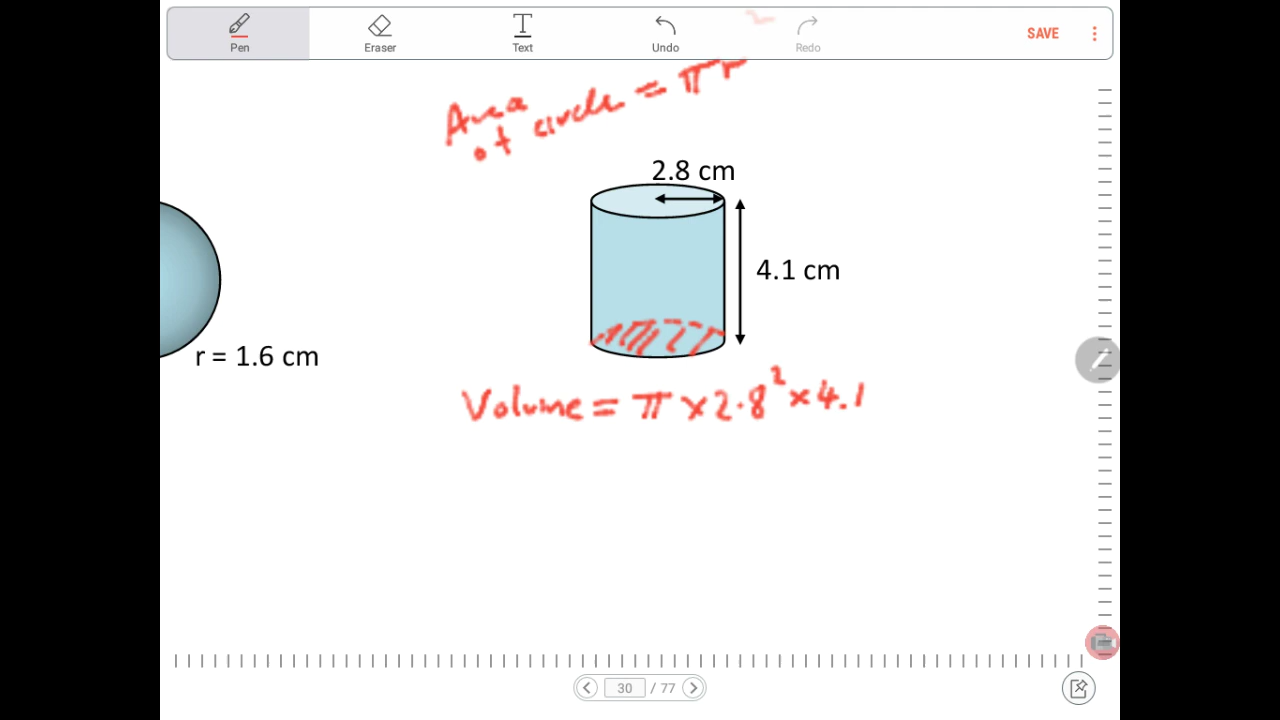 Pen
Eraser
Text
Undo
Redo
SAVE
Area of circle = πr²
2.8 cm
4.1 cm
r = 1.6 cm
Volume = π × 2.8² × 4.1
30 / 77